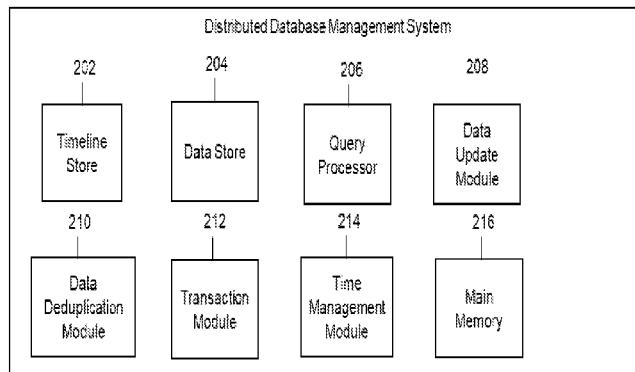 Distributed Database Management System
202 204 206 208
Timeline
Store
Data Store
Query
Processor
Data
Update
Module
210 212 214 216
Data
Deduplication
Module
Transaction
Module
Time
Management
Module
Main
Memory